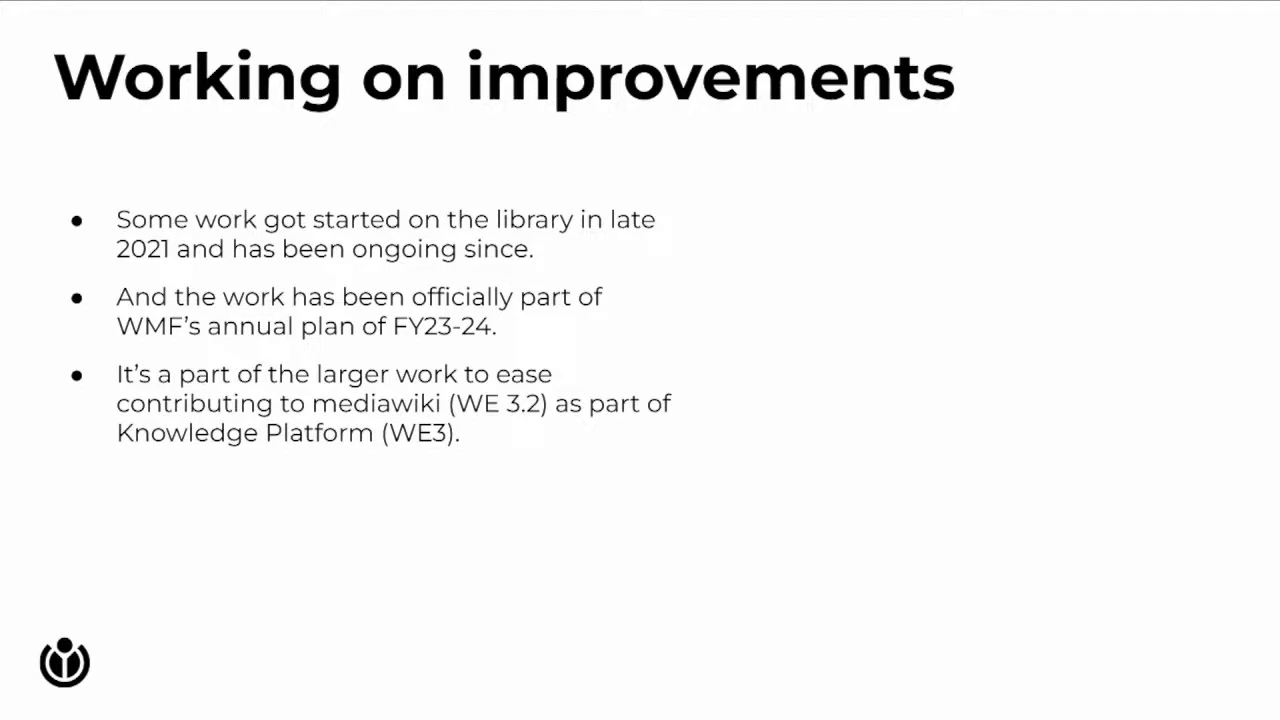 Working on improvements
● Some work got started on the library in late
2021 and has been ongoing since.
● And the work has been officially part of
WMF’s annual plan of FY23-24.
● It’s a part of the larger work to ease
contributing to mediawiki (WE 3.2) as part of
Knowledge Platform (WE3).